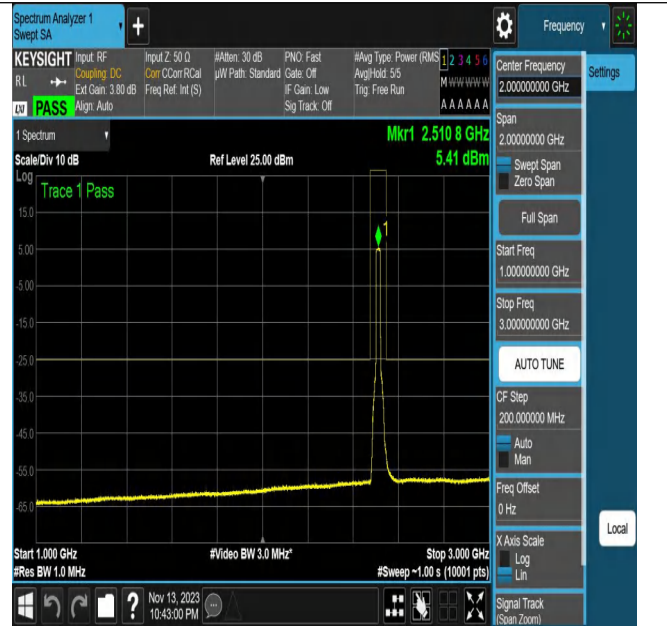 Spectrum Analyzer 1
Swept SA
+
Frequency
KEYSIGHT
RL
LXI
PASS
Input: RF
Coupling: DC
Ext Gain: 3.80 dB
Align: Auto
Input Z: 50 Ω
Corr CCorr RCal
Freq Ref: Int (S)
#Atten: 30 dB
µW Path: Standard
PNO: Fast
Gate: Off
IF Gain: Low
Sig Track: Off
#Avg Type: Power (RMS
Avg|Hold: 5/5
Trig: Free Run
1 2 3 4 5 6
M W W W W W
A A A A A A
1 Spectrum
Scale/Div 10 dB
Ref Level 25.00 dBm
Mkr1 2.510 8 GHz
5.41 dBm
Log
Trace 1 Pass
1
15.0
5.00
-5.00
-15.0
-25.0
-35.0
-45.0
-55.0
-65.0
Start 1.000 GHz
#Video BW 3.0 MHz*
Stop 3.000 GHz
#Res BW 1.0 MHz
#Sweep ~1.00 s (10001 pts)
Center Frequency
2.000000000 GHz
Settings
Span
2.00000000 GHz
Swept Span
Zero Span
Full Span
Start Freq
1.000000000 GHz
Stop Freq
3.000000000 GHz
AUTO TUNE
CF Step
200.000000 MHz
Auto
Man
Freq Offset
0 Hz
Local
X Axis Scale
Log
Lin
Signal Track
(Span Zoom)
?
Nov 13, 2023
10:43:00 PM